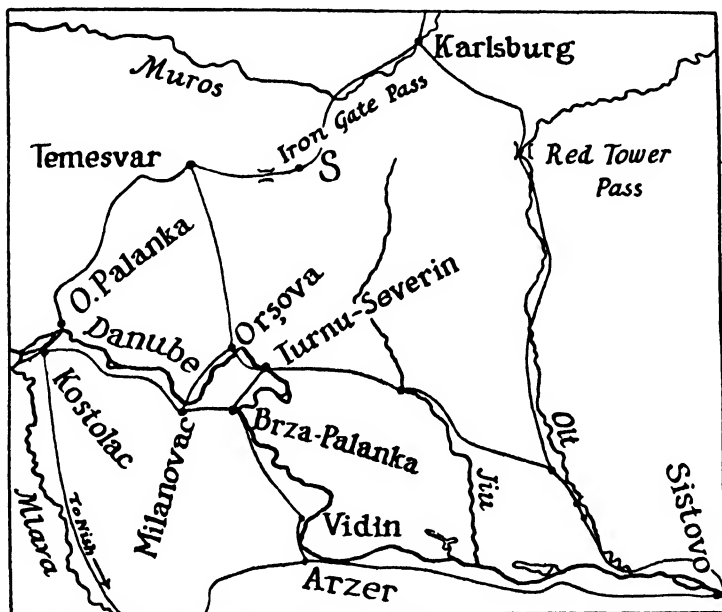 Karlsburg
Muros
Iron Gate Pass
Temesvar
S
Red Tower
Pass
O. Palanka
Orşova
Turnu-Severin
Danube
Kostolac
Milanovac
Brza-Palanka
Olt
Jiu
Sistovo
Mlara
To Nish
Vidin
Arzer